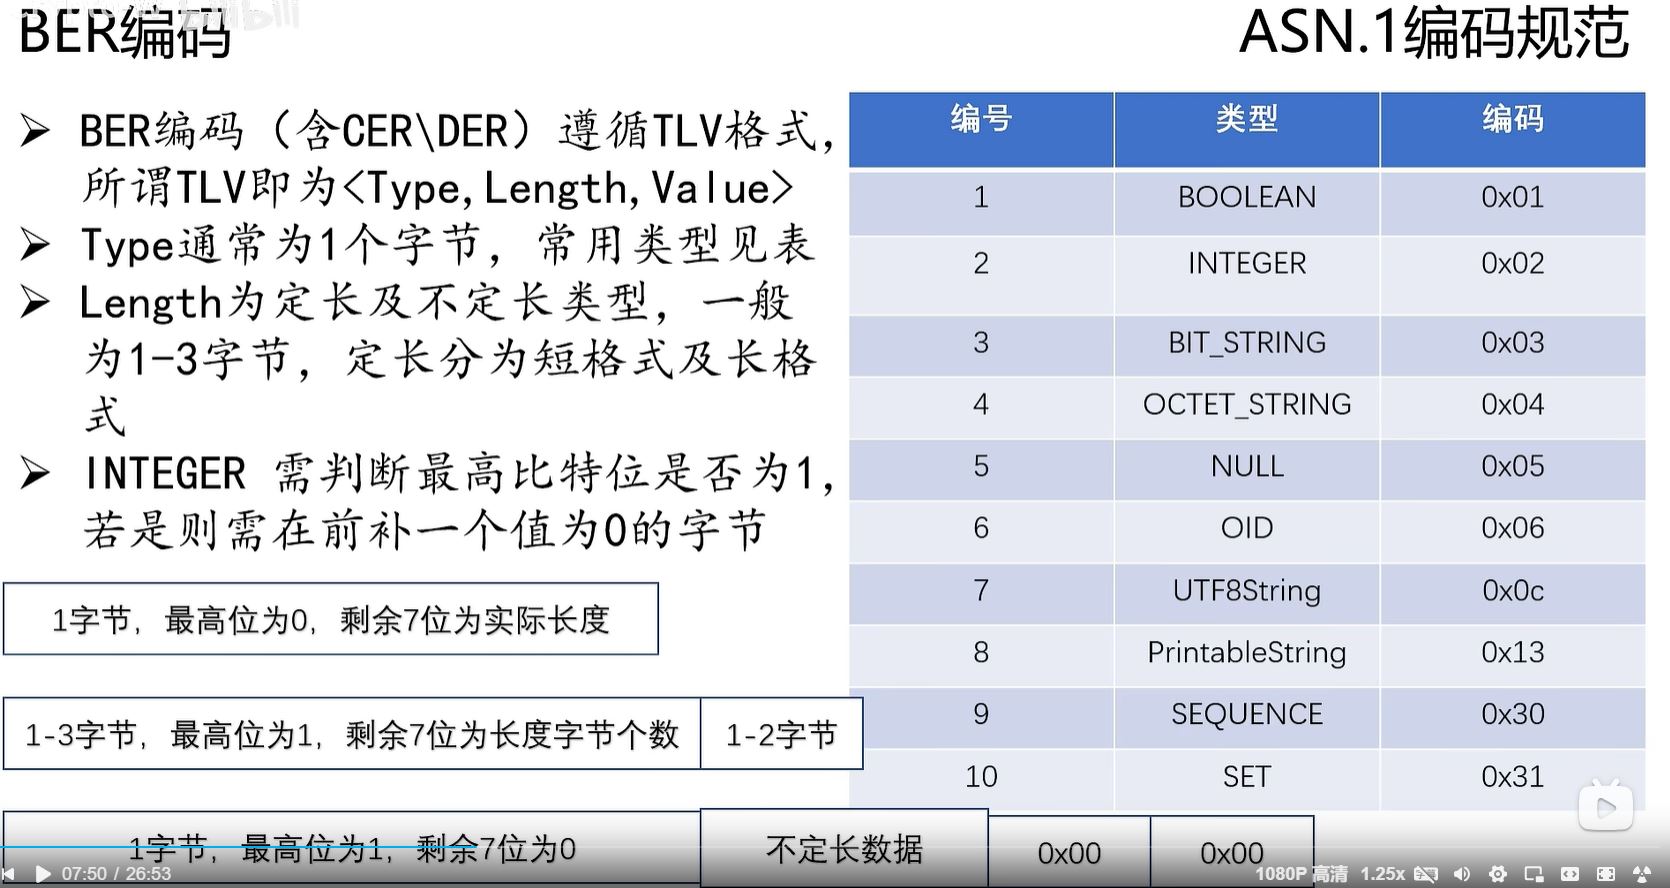 BER编码
ASN.1编码规范
BER编码（含CER\DER）遵循TLV格式，
所谓TLV即为<Type,Length,Value>
Type通常为1个字节，常用类型见表
Length为定长及不定长类型，一般
为1-3字节，定长分为短格式及长格
式
INTEGER 需判断最高比特位是否为1，
若是则需在前补一个值为0的字节
编号 类型 编码
1 BOOLEAN 0x01
2 INTEGER 0x02
3 BIT_STRING 0x03
4 OCTET_STRING 0x04
5 NULL 0x05
6 OID 0x06
7 UTF8String 0x0c
8 PrintableString 0x13
9 SEQUENCE 0x30
10 SET 0x31
1字节，最高位为0，剩余7位为实际长度
1-3字节，最高位为1，剩余7位为长度字节个数 1-2字节
1字节，最高位为1，剩余7位为0 不定长数据 0x00 0x00
07:50 / 26:53
1080P 高清 1.25x